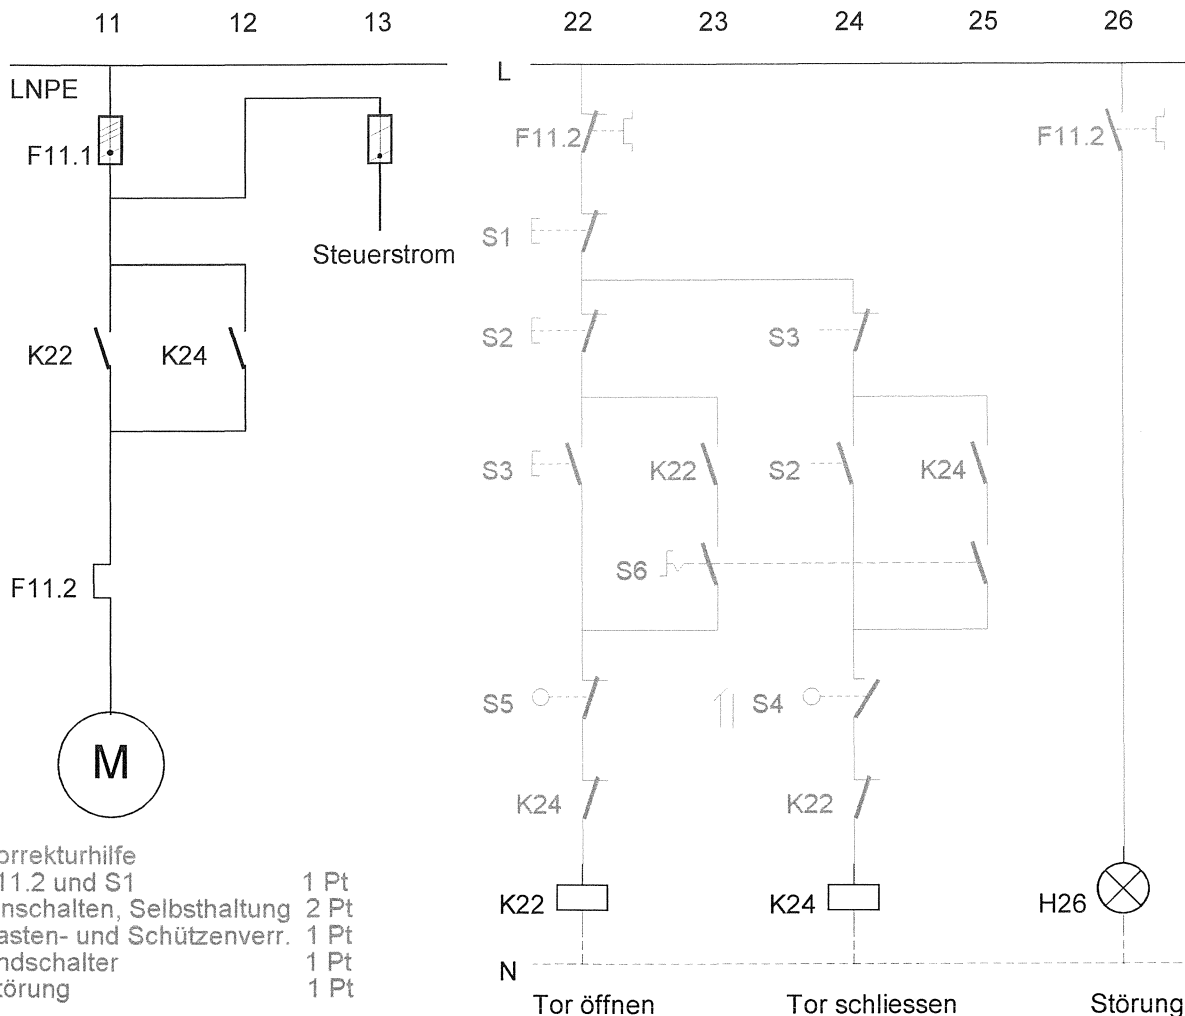 11 12 13 22 23 24 25 26
LNPE
L
F11.1
F11.2
F11.2
S1
Steuerstrom
S2
S3
K22
K24
S3
K22
S2
K24
S6
F11.2
S5
S4
M
K24
K22
orrekturhilfe
11.2 und S1 1 Pt
nschalten, Selbsthaltung 2 Pt
asten- und Schützenverr. 1 Pt
ndschalter 1 Pt
törung 1 Pt
K22
K24
H26
N
Tor öffnen
Tor schliessen
Störung